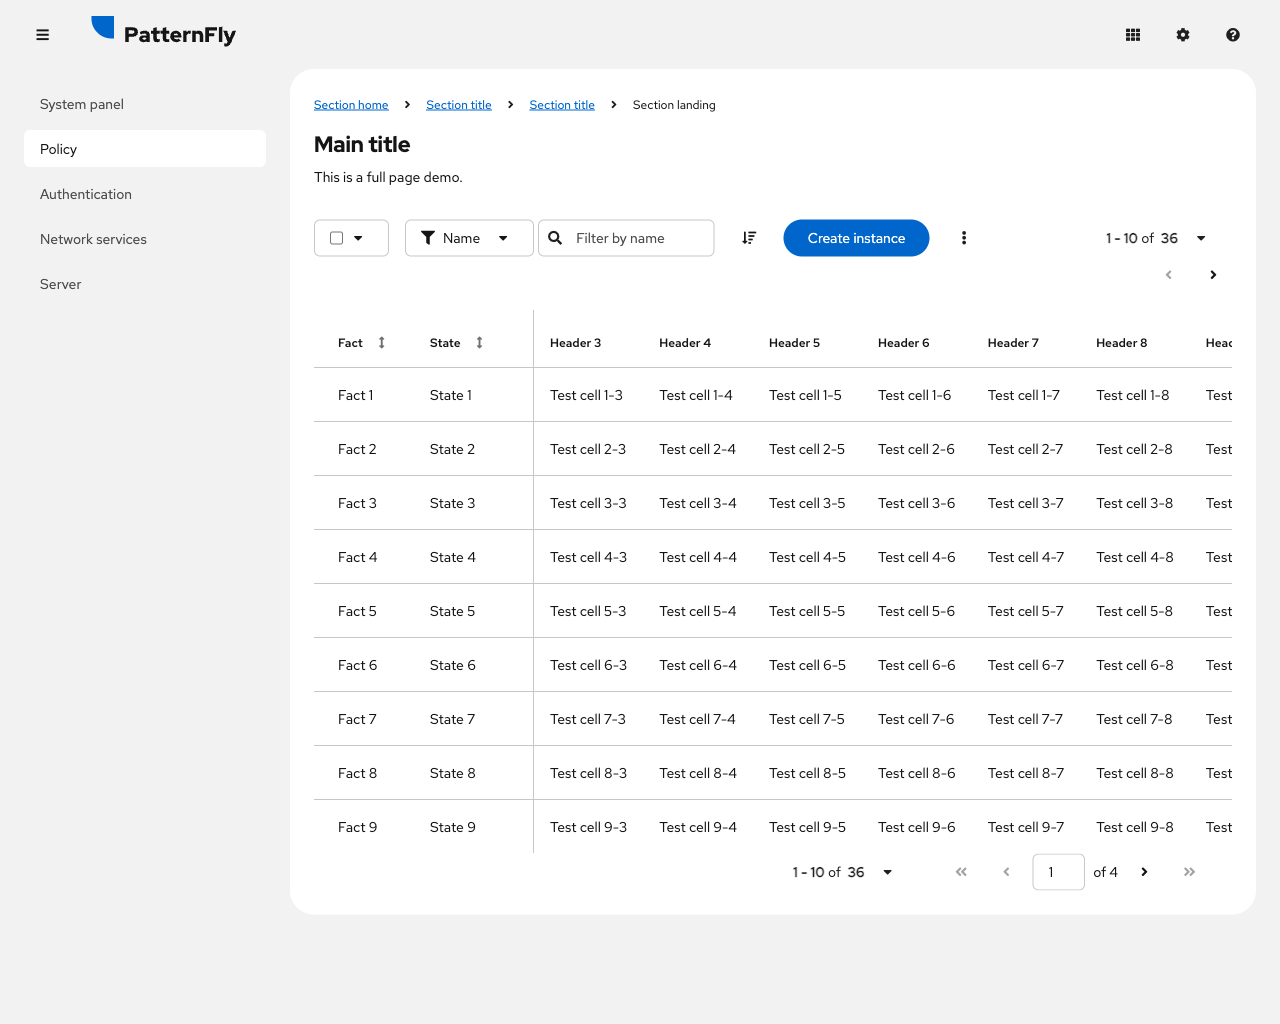 PatternFly
System panel
Policy
Authentication
Network services
Server
Section home Section title Section title Section landing
Main title
This is a full page demo.
Name Filter by name Create instance 1 - 10 of 36
Fact State Header 3 Header 4 Header 5 Header 6 Header 7 Header 8
Fact 1 State 1 Test cell 1-3 Test cell 1-4 Test cell 1-5 Test cell 1-6 Test cell 1-7 Test cell 1-8 Test
Fact 2 State 2 Test cell 2-3 Test cell 2-4 Test cell 2-5 Test cell 2-6 Test cell 2-7 Test cell 2-8 Test
Fact 3 State 3 Test cell 3-3 Test cell 3-4 Test cell 3-5 Test cell 3-6 Test cell 3-7 Test cell 3-8 Test
Fact 4 State 4 Test cell 4-3 Test cell 4-4 Test cell 4-5 Test cell 4-6 Test cell 4-7 Test cell 4-8 Test
Fact 5 State 5 Test cell 5-3 Test cell 5-4 Test cell 5-5 Test cell 5-6 Test cell 5-7 Test cell 5-8 Test
Fact 6 State 6 Test cell 6-3 Test cell 6-4 Test cell 6-5 Test cell 6-6 Test cell 6-7 Test cell 6-8 Test
Fact 7 State 7 Test cell 7-3 Test cell 7-4 Test cell 7-5 Test cell 7-6 Test cell 7-7 Test cell 7-8 Test
Fact 8 State 8 Test cell 8-3 Test cell 8-4 Test cell 8-5 Test cell 8-6 Test cell 8-7 Test cell 8-8 Test
Fact 9 State 9 Test cell 9-3 Test cell 9-4 Test cell 9-5 Test cell 9-6 Test cell 9-7 Test cell 9-8 Test
1 - 10 of 36 1 of 4